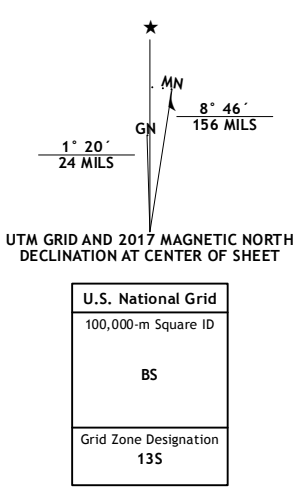 ★
MN
GN
8° 46´
156 MILS
1° 20´
24 MILS
UTM GRID AND 2017 MAGNETIC NORTH
DECLINATION AT CENTER OF SHEET
U.S. National Grid
100,000-m Square ID
BS
Grid Zone Designation
13S